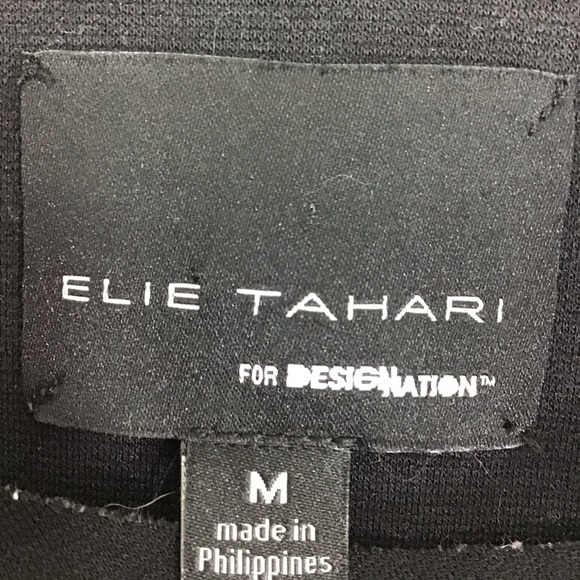 ELIE TAHARI
FOR DESIGNATION™
M
made in
Philippines